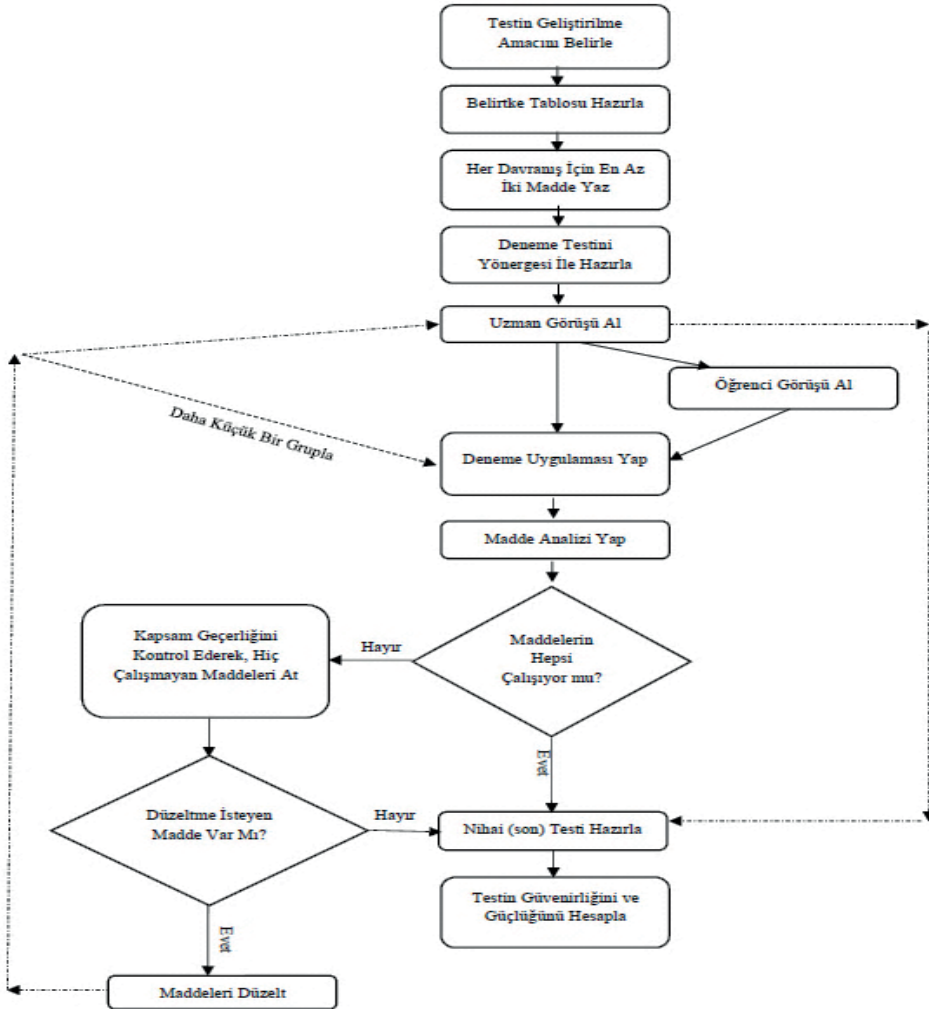 Testin Geliştirilme
Amacını Belirle
Belirtke Tablosu Hazırla
Her Davranış İçin En Az
İki Madde Yaz
Deneme Testini
Yönergesi İle Hazırla
Uzman Görüşü Al
Öğrenci Görüşü Al
Daha Küçük Bir Grupla
Deneme Uygulaması Yap
Madde Analizi Yap
Kapsam Geçerliğini
Kontrol Ederek, Hiç
Çalışmayan Maddeleri At
Hayır
Maddelerin
Hepsi
Çalışıyor mu?
Evet
Düzeltme İsteyen
Madde Var Mı?
Hayır
Nihai (son) Testi Hazırla
Testin Güvenirliğini ve
Güçlüğünü Hesapla
Evet
Maddeleri Düzelt